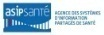 asipsanté
AGENCE DES SYSTÈMES
D'INFORMATION
PARTAGÉS DE SANTÉ